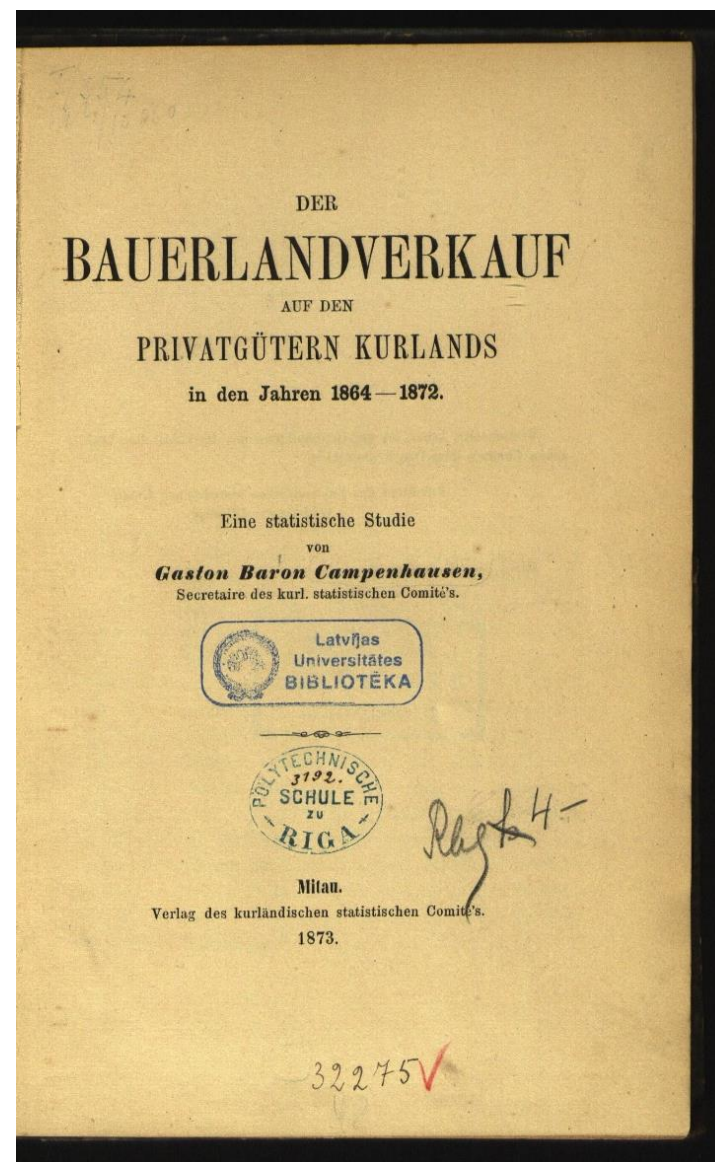 DER
BAUERLANDVERKAUF
AUF DEN
PRIVATGÜTERN KURLANDS
in den Jahren 1864—1872.
Eine statistische Studie
von
Gaston Baron Campenhausen,
Secretaire des kurl. statistischen Comité's.
Latvijas
Universitātes
BIBLIOTĒKA
POLYTECHNISCHE
3192.
SCHULE
ZU
RIGA
4-
Mitau.
Verlag des kurländischen statistischen Comité's.
1873.
32275